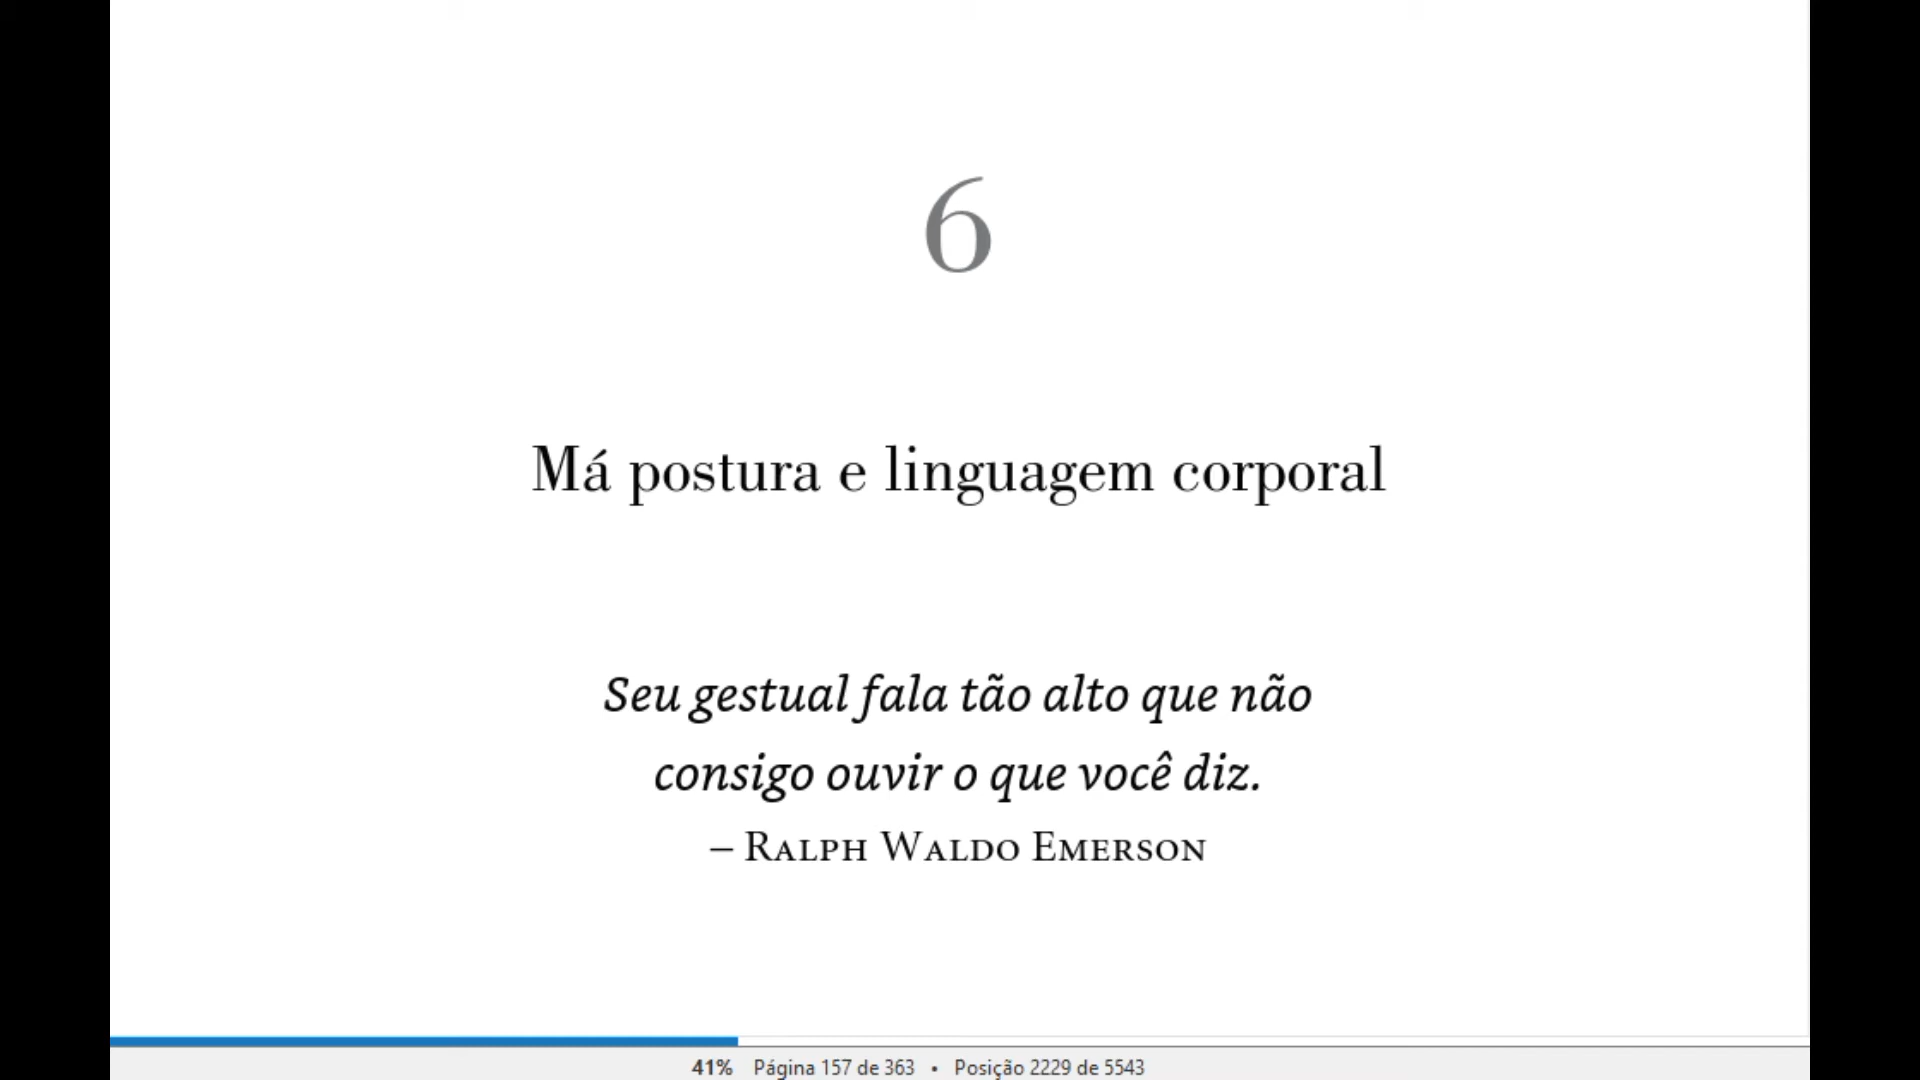 6
Má postura e linguagem corporal
Seu gestual fala tão alto que não
consigo ouvir o que você diz.
– Ralph Waldo Emerson
41% Página 157 de 363 • Posição 2229 de 5543